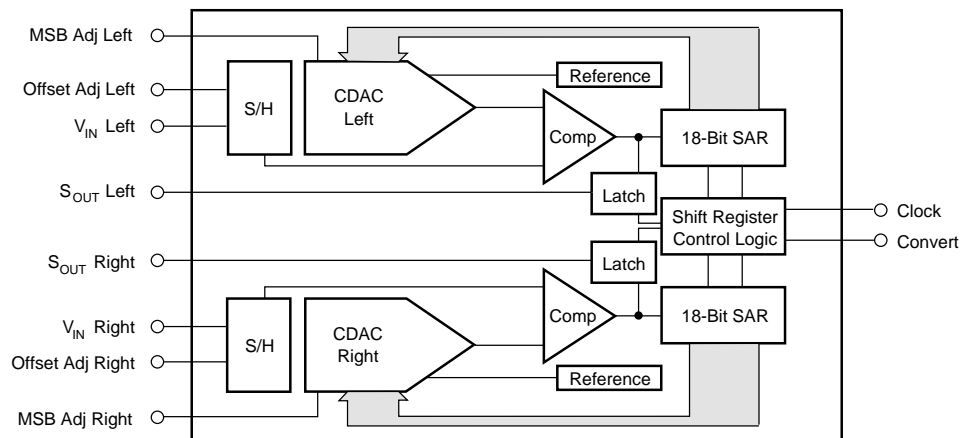 MSB Adj Left
Offset Adj Left
V_IN Left
S_OUT Left
S_OUT Right
V_IN Right
Offset Adj Right
MSB Adj Right
S/H
CDAC
Left
Reference
Comp
18-Bit SAR
Latch
Shift Register
Control Logic
Clock
Convert
Latch
S/H
CDAC
Right
Comp
18-Bit SAR
Reference